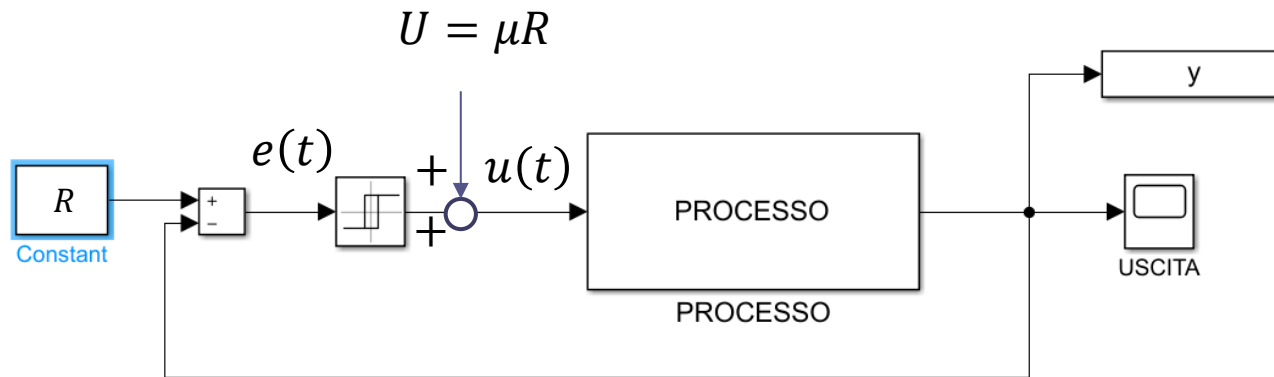 U = μR
y
e(t)
+
u(t)
R
+
−
+
PROCESSO
Constant
USCITA
PROCESSO